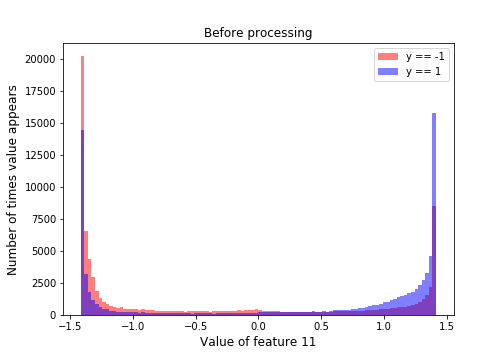 Before processing
y == -1
y == 1
Number of times value appears
20000
17500
15000
12500
10000
7500
5000
2500
0
−1.5 −1.0 −0.5 0.0 0.5 1.0 1.5
Value of feature 11